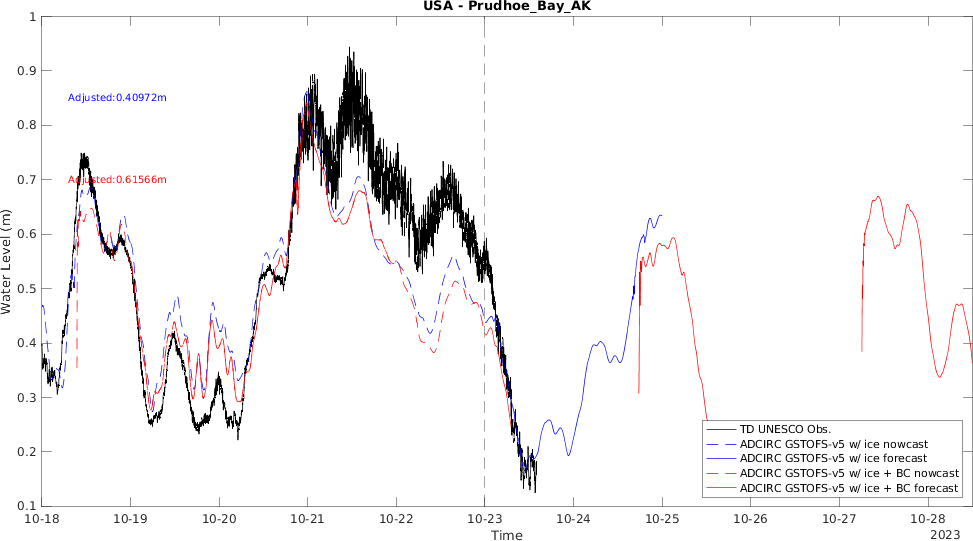 USA - Prudhoe_Bay_AK
1
0.9
0.8
0.7
0.6
0.5
0.4
0.3
0.2
0.1
Water Level (m)
Adjusted:0.40972m
Adjusted:0.61566m
TD UNESCO Obs.
ADCIRC GSTOFS-v5 w/ ice nowcast
ADCIRC GSTOFS-v5 w/ ice forecast
ADCIRC GSTOFS-v5 w/ ice + BC nowcast
ADCIRC GSTOFS-v5 w/ ice + BC forecast
10-18 10-19 10-20 10-21 10-22 10-23 10-24 10-25 10-26 10-27 10-28
Time
2023